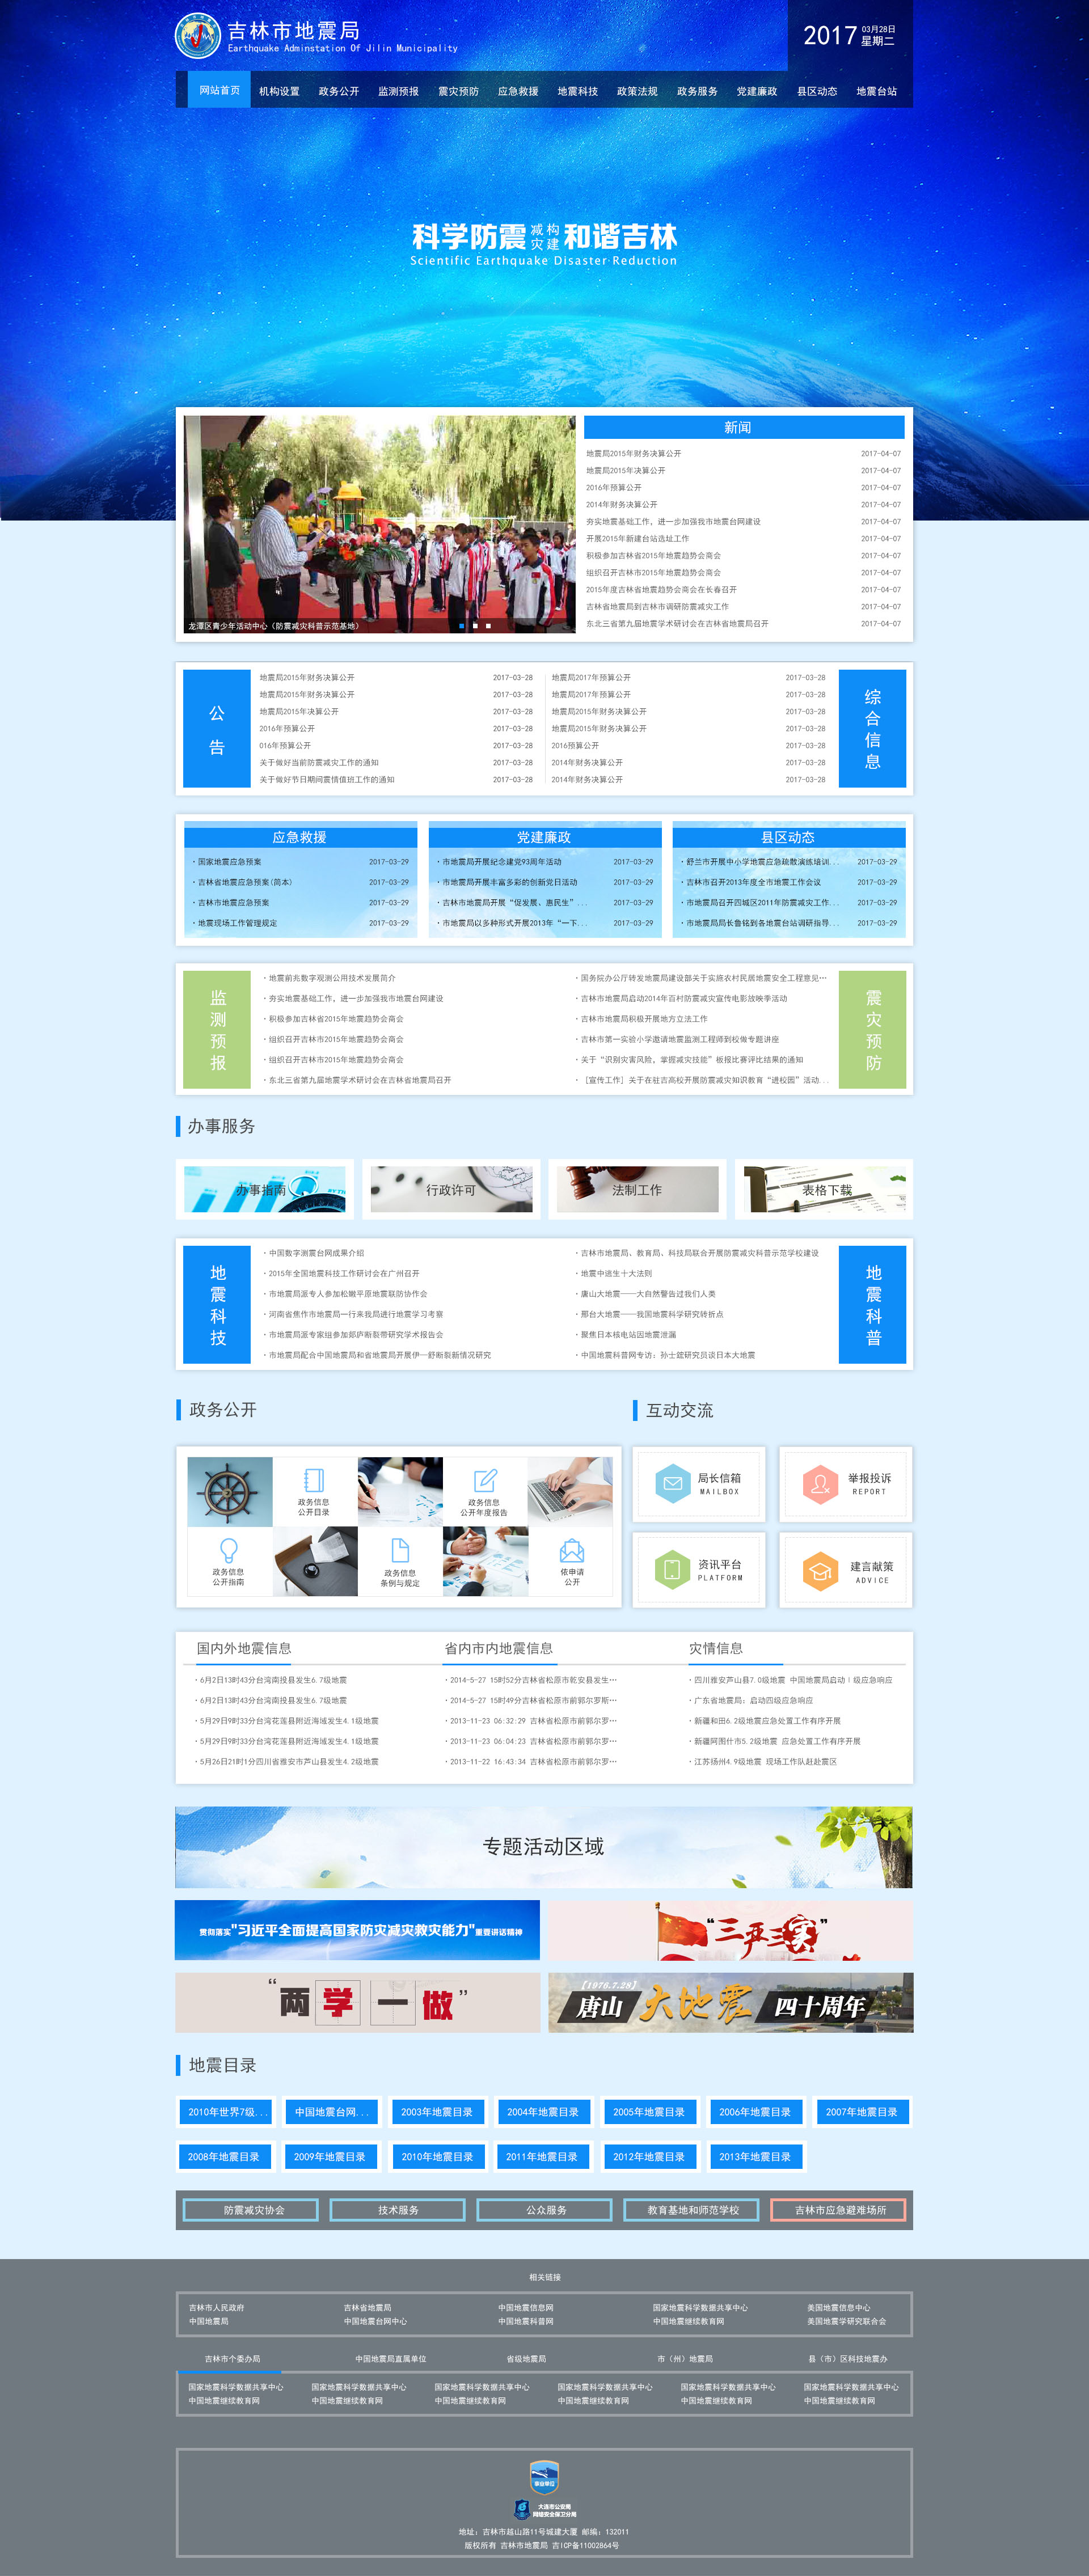 吉林市地震局
Earthquake Adminstation Of Jilin Municipality
2017 03月28日 星期二
网站首页 机构设置 政务公开 监测预报 震灾预防 应急救援 地震科技 政策法规 政务服务 党建廉政 县区动态 地震台站
科学防震 减灾 构建 和谐吉林
Scientific Earthquake Disaster·Reduction
龙潭区青少年活动中心（防震减灾科普示范基地）
新闻
地震局2015年财务决算公开 2017-04-07
地震局2015年决算公开 2017-04-07
2016年预算公开 2017-04-07
2014年财务决算公开 2017-04-07
夯实地震基础工作，进一步加强我市地震台网建设 2017-04-07
开展2015年新建台站选址工作 2017-04-07
积极参加吉林省2015年地震趋势会商会 2017-04-07
组织召开吉林市2015年地震趋势会商会 2017-04-07
2015年度吉林省地震趋势会商会在长春召开 2017-04-07
吉林省地震局到吉林市调研防震减灾工作 2017-04-07
东北三省第九届地震学术研讨会在吉林省地震局召开 2017-04-07
公告
地震局2015年财务决算公开 2017-03-28
地震局2015年财务决算公开 2017-03-28
地震局2015年决算公开 2017-03-28
2016年预算公开 2017-03-28
016年预算公开 2017-03-28
关于做好当前防震减灾工作的通知 2017-03-28
关于做好节日期间震情值班工作的通知 2017-03-28
地震局2017年预算公开 2017-03-28
地震局2017年预算公开 2017-03-28
地震局2015年财务决算公开 2017-03-28
地震局2015年财务决算公开 2017-03-28
2016预算公开 2017-03-28
2014年财务决算公开 2017-03-28
2014年财务决算公开 2017-03-28
综合信息
应急救援
·国家地震应急预案 2017-03-29
·吉林省地震应急预案(简本) 2017-03-29
·吉林市地震应急预案 2017-03-29
·地震现场工作管理规定 2017-03-29
党建廉政
·市地震局开展纪念建党93周年活动 2017-03-29
·市地震局开展丰富多彩的创新党日活动 2017-03-29
·吉林市地震局开展“促发展、惠民生”... 2017-03-29
·市地震局以多种形式开展2013年“一下... 2017-03-29
县区动态
·舒兰市开展中小学地震应急疏散演练培训... 2017-03-29
·吉林市召开2013年度全市地震工作会议 2017-03-29
·市地震局召开四城区2011年防震减灾工作... 2017-03-29
·市地震局局长鲁铭到各地震台站调研指导... 2017-03-29
监测预报
·地震前兆数字观测公用技术发展简介
·夯实地震基础工作，进一步加强我市地震台网建设
·积极参加吉林省2015年地震趋势会商会
·组织召开吉林市2015年地震趋势会商会
·组织召开吉林市2015年地震趋势会商会
·东北三省第九届地震学术研讨会在吉林省地震局召开
·国务院办公厅转发地震局建设部关于实施农村民居地震安全工程意见…
·吉林市地震局启动2014年百村防震减灾宣传电影放映季活动
·吉林市地震局积极开展地方立法工作
·吉林市第一实验小学邀请地震监测工程师到校做专题讲座
·关于“识别灾害风险，掌握减灾技能”板报比赛评比结果的通知
·［宣传工作］关于在驻吉高校开展防震减灾知识教育“进校园”活动...
震灾预防
办事服务
办事指南 行政许可 法制工作 表格下载
地震科技
·中国数字测震台网成果介绍
·2015年全国地震科技工作研讨会在广州召开
·市地震局派专人参加松嫩平原地震联防协作会
·河南省焦作市地震局一行来我局进行地震学习考察
·市地震局派专家组参加郯庐断裂带研究学术报告会
·市地震局配合中国地震局和省地震局开展伊—舒断裂新情况研究
·吉林市地震局、教育局、科技局联合开展防震减灾科普示范学校建设
·地震中逃生十大法则
·唐山大地震——大自然警告过我们人类
·邢台大地震——我国地震科学研究转折点
·聚焦日本核电站因地震泄漏
·中国地震科普网专访：孙士鋐研究员谈日本大地震
地震科普
政务公开
政务信息
公开目录
政务信息
公开年度报告
政务信息
公开指南
政务信息
条例与规定
依申请
公开
互动交流
局长信箱
MAILBOX
举报投诉
REPORT
资讯平台
PLATFORM
建言献策
ADVICE
国内外地震信息
·6月2日13时43分台湾南投县发生6.7级地震
·6月2日13时43分台湾南投县发生6.7级地震
·5月29日9时33分台湾花莲县附近海域发生4.1级地震
·5月29日9时33分台湾花莲县附近海域发生4.1级地震
·5月26日21时1分四川省雅安市芦山县发生4.2级地震
省内市内地震信息
·2014-5-27 15时52分吉林省松原市乾安县发生…
·2014-5-27 15时49分吉林省松原市前郭尔罗斯…
·2013-11-23 06:32:29 吉林省松原市前郭尔罗…
·2013-11-23 06:04:23 吉林省松原市前郭尔罗…
·2013-11-22 16:43:34 吉林省松原市前郭尔罗…
灾情信息
·四川雅安芦山县7.0级地震 中国地震局启动Ⅰ级应急响应
·广东省地震局：启动四级应急响应
·新疆和田6.2级地震应急处置工作有序开展
·新疆阿图什市5.2级地震 应急处置工作有序开展
·江苏扬州4.9级地震 现场工作队赶赴震区
专题活动区域
贯彻落实"习近平全面提高国家防灾减灾救灾能力"重要讲话精神
“三严三实”
“两学一做”
【1976.7.28】
唐山大地震四十周年
地震目录
2010年世界7级... 中国地震台网... 2003年地震目录 2004年地震目录 2005年地震目录 2006年地震目录 2007年地震目录
2008年地震目录 2009年地震目录 2010年地震目录 2011年地震目录 2012年地震目录 2013年地震目录
防震减灾协会 技术服务 公众服务 教育基地和师范学校 吉林市应急避难场所
相关链接
吉林市人民政府 吉林省地震局 中国地震信息网 国家地震科学数据共享中心 美国地震信息中心
中国地震局 中国地震台网中心 中国地震科普网 中国地震继续教育网 美国地震学研究联合会
吉林市个委办局 中国地震局直属单位 省级地震局 市（州）地震局 县（市）区科技地震办
国家地震科学数据共享中心 国家地震科学数据共享中心 国家地震科学数据共享中心 国家地震科学数据共享中心 国家地震科学数据共享中心 国家地震科学数据共享中心
中国地震继续教育网 中国地震继续教育网 中国地震继续教育网 中国地震继续教育网 中国地震继续教育网 中国地震继续教育网
事业单位
大连市公安局
网络安全保卫分局
地址：吉林市越山路11号城建大厦 邮编：132011
版权所有 吉林市地震局 吉ICP备11002864号